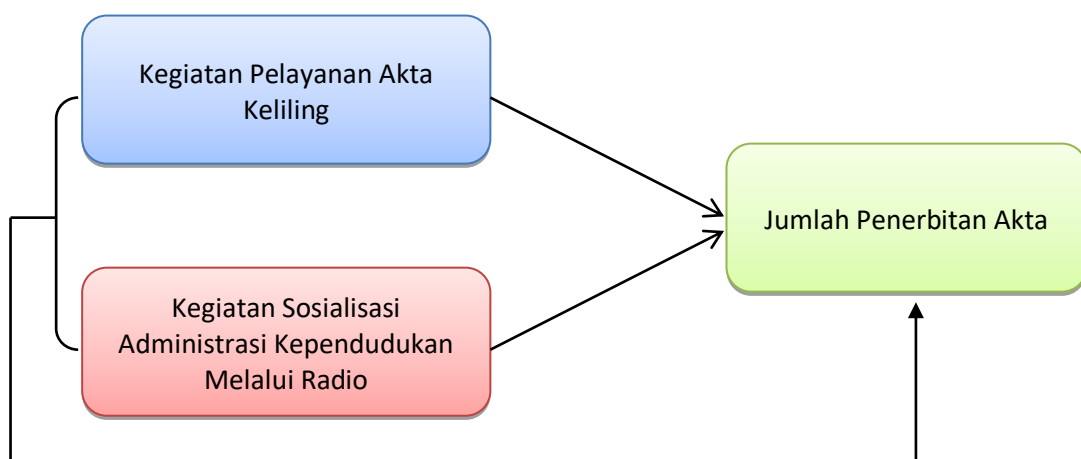 Kegiatan Pelayanan Akta
Keliling
Jumlah Penerbitan Akta
Kegiatan Sosialisasi
Administrasi Kependudukan
Melalui Radio